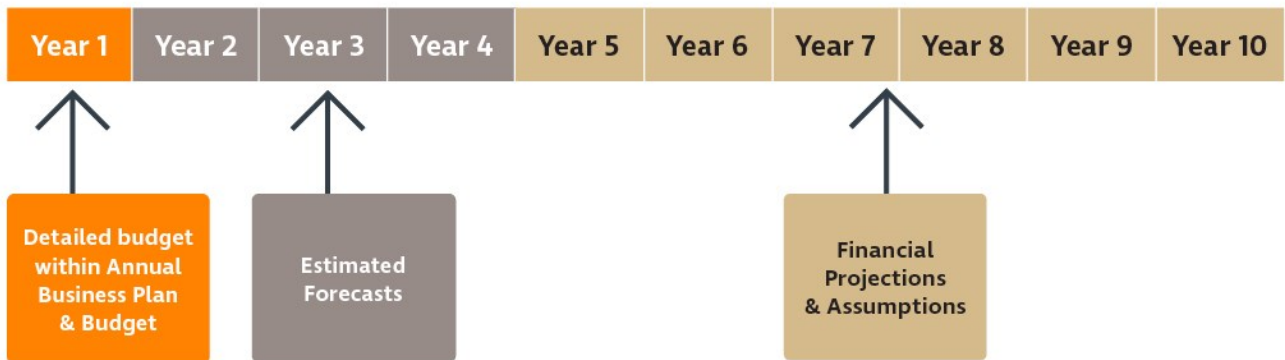 Year 1 Year 2 Year 3 Year 4 Year 5 Year 6 Year 7 Year 8 Year 9 Year 10
Detailed budget
within Annual
Business Plan
& Budget
Estimated
Forecasts
Financial
Projections
& Assumptions